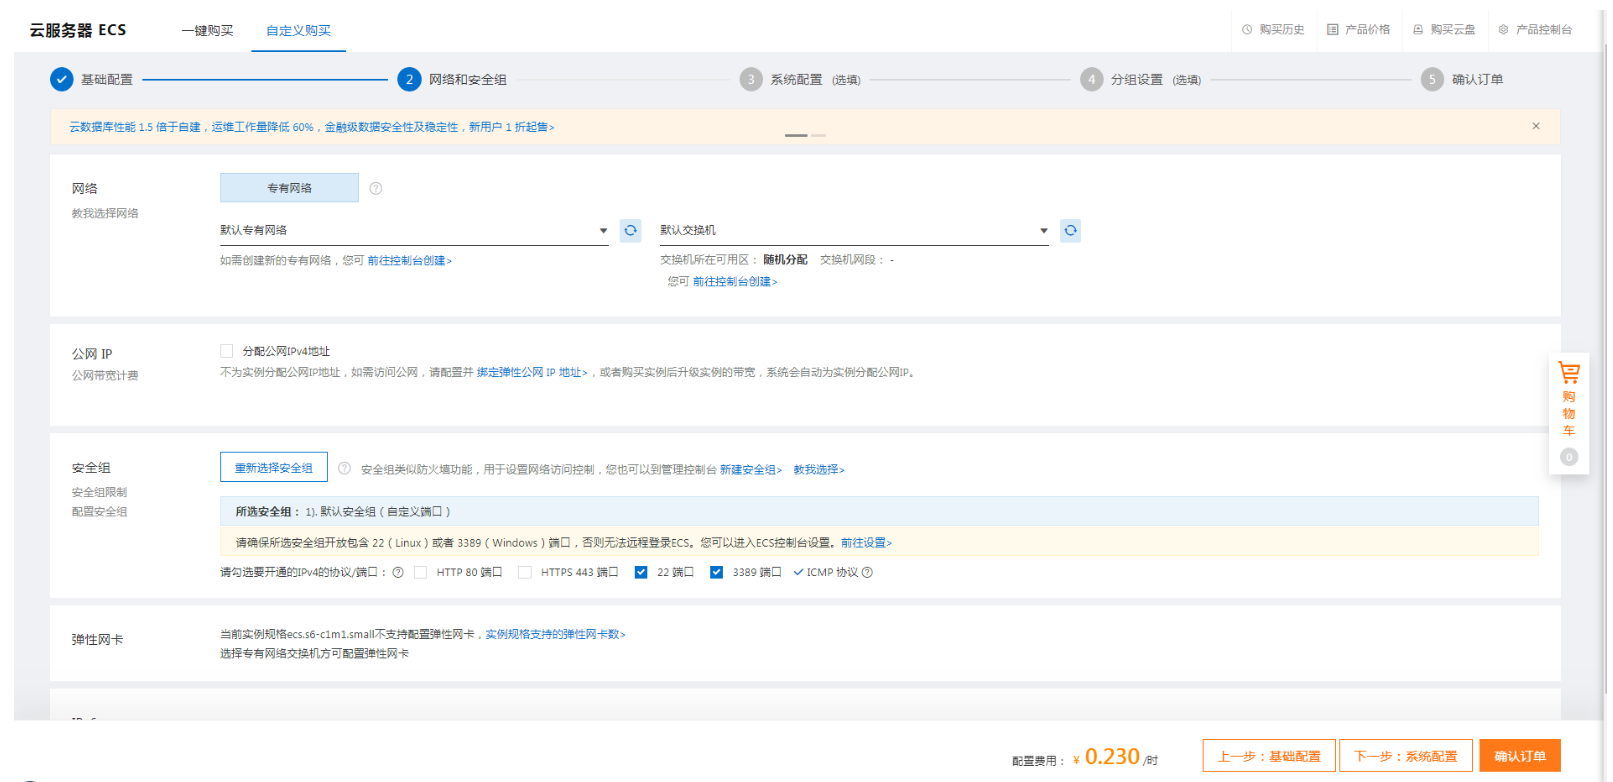 云服务器 ECS 一键购买 自定义购买 购买历史 产品价格 购买云盘 产品控制台
基础配置 2 网络和安全组 3 系统配置 (选填) 4 分组设置 (选填) 5 确认订单
云数据库性能 1.5 倍于自建，运维工作量降低 60%，金融级数据安全性及稳定性，新用户 1 折起售>
网络 专有网络
教我选择网络
默认专有网络 默认交换机
如需创建新的专有网络，您可 前往控制台创建> 交换机所在可用区： 随机分配 交换机网段： -
您可 前往控制台创建>
公网 IP 分配公网IPv4地址
公网带宽计费 不为实例分配公网IP地址，如需访问公网，请配置并 绑定弹性公网 IP 地址>，或者购买实例后升级实例的带宽，系统会自动为实例分配公网IP。
购物车
0
安全组 重新选择安全组 安全组类似防火墙功能，用于设置网络访问控制，您也可以到管理控制台 新建安全组> 教我选择>
安全组限制
配置安全组 所选安全组： 1). 默认安全组 ( 自定义端口 )
请确保所选安全组开放包含 22 ( Linux ) 或者 3389 ( Windows ) 端口，否则无法远程登录ECS。您可以进入ECS控制台设置。前往设置>
请勾选要开通的IPv4的协议/端口： HTTP 80 端口 HTTPS 443 端口 22 端口 3389 端口 ICMP 协议
弹性网卡 当前实例规格ecs.s6-c1m1.small不支持配置弹性网卡，实例规格支持的弹性网卡数>
选择专有网络交换机方可配置弹性网卡
配置费用： ¥ 0.230 /时 上一步：基础配置 下一步：系统配置 确认订单